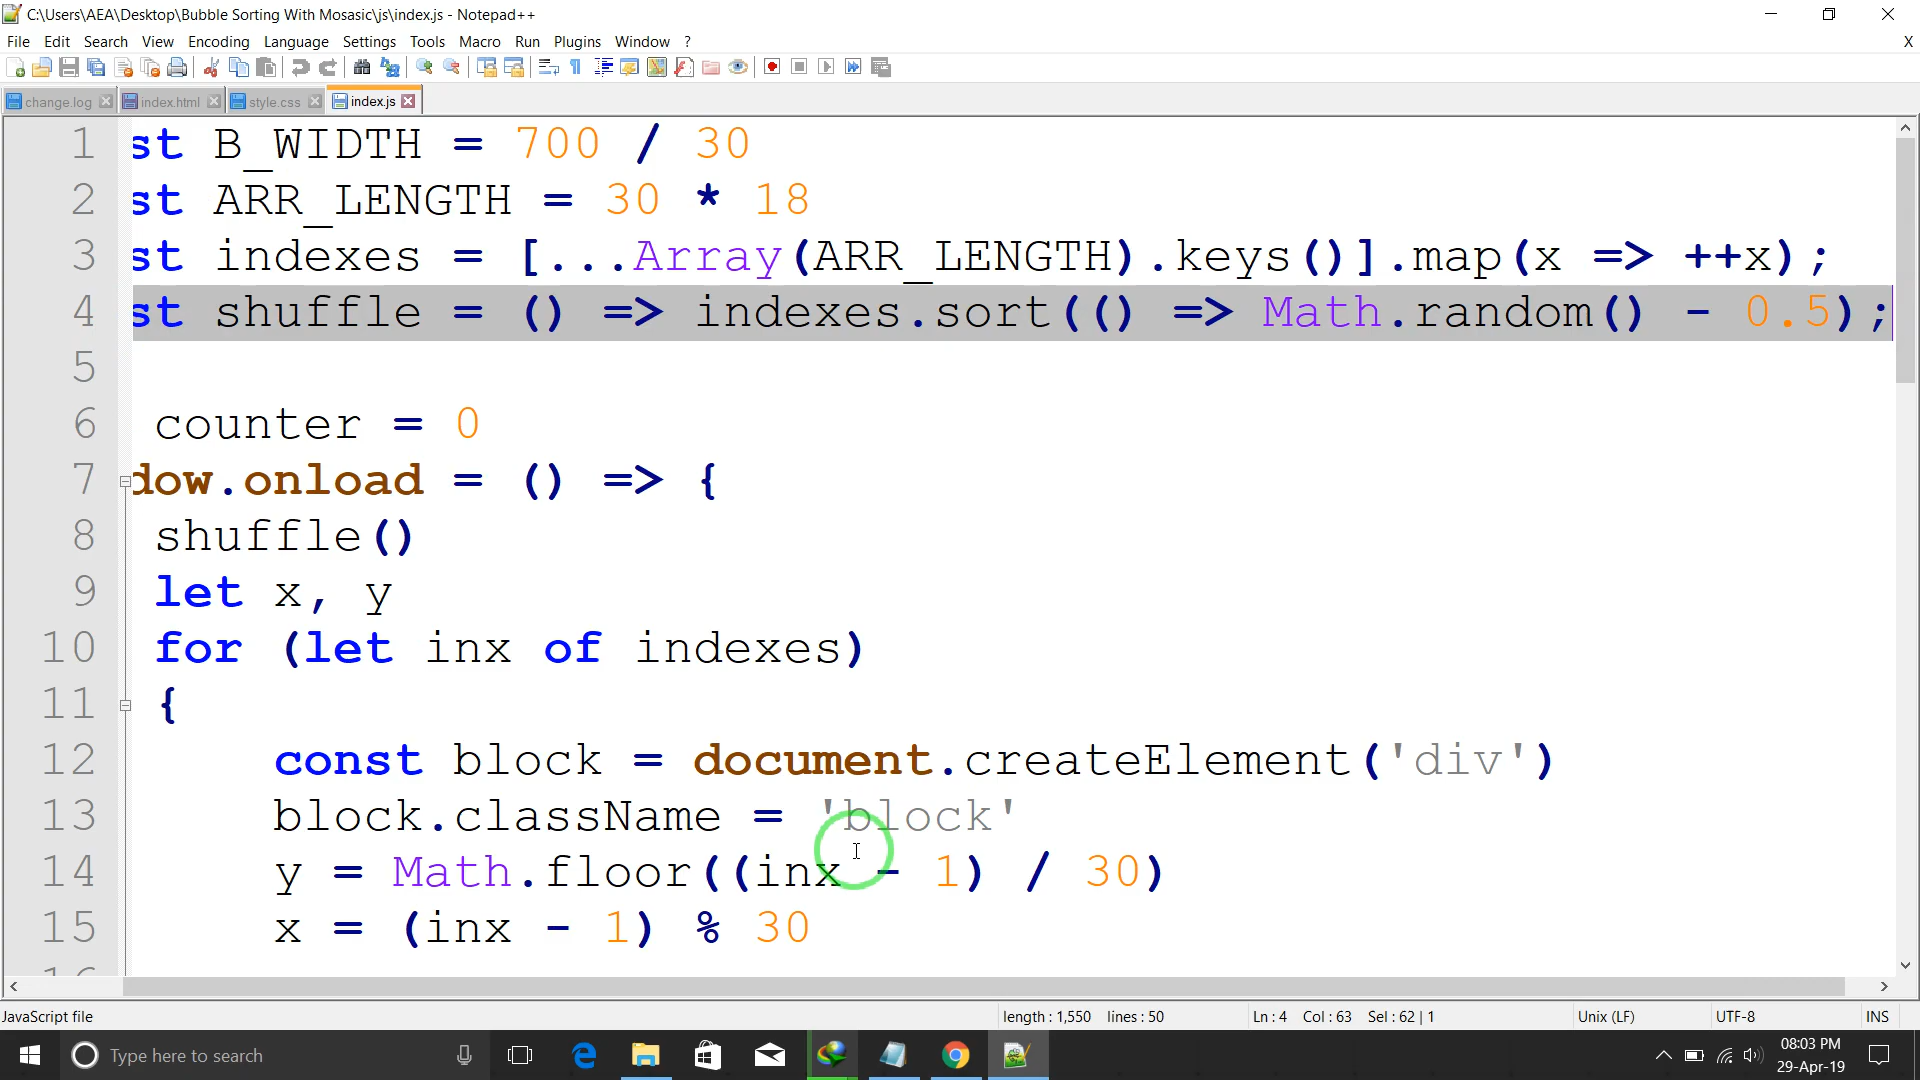 C:\Users\AEA\Desktop\Bubble Sorting With Mosasic\js\index.js - Notepad++
File Edit Search View Encoding Language Settings Tools Macro Run Plugins Window ? X
change.log index.html style.css index.js
1 st B_WIDTH = 700 / 30
2 st ARR_LENGTH = 30 * 18
3 st indexes = [...Array(ARR_LENGTH).keys()].map(x => ++x);
4 st shuffle = () => indexes.sort(() => Math.random() - 0.5);
5
6 counter = 0
7 dow.onload = () => {
8 shuffle()
9 let x, y
10 for (let inx of indexes)
11 {
12 const block = document.createElement('div')
13 block.className = 'block'
14 y = Math.floor((inx - 1) / 30)
15 x = (inx - 1) % 30
JavaScript file length : 1,550 lines : 50 Ln : 4 Col : 63 Sel : 62 | 1 Unix (LF) UTF-8 INS
Type here to search
08:03 PM
29-Apr-19